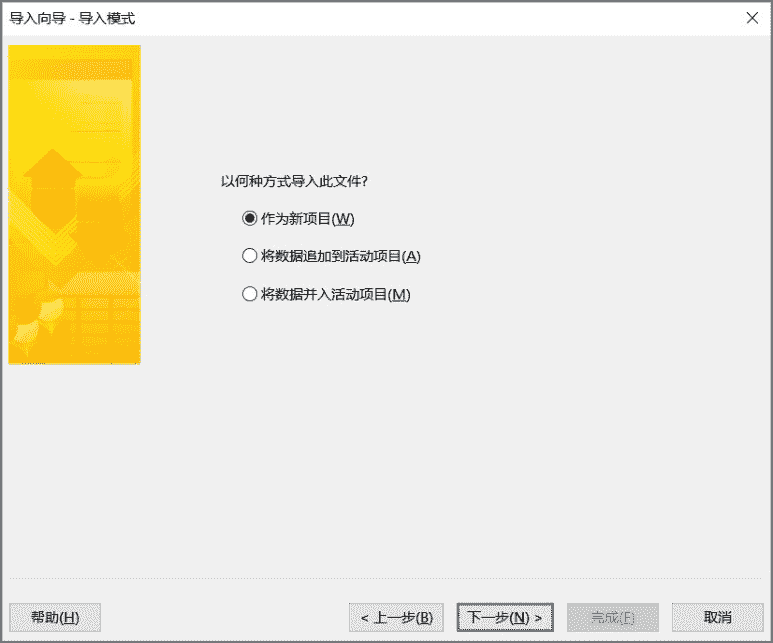 导入向导 - 导入模式
以何种方式导入此文件?
作为新项目(W)
将数据追加到活动项目(A)
将数据并入活动项目(M)
帮助(H)
< 上一步(B)
下一步(N) >
完成(F)
取消